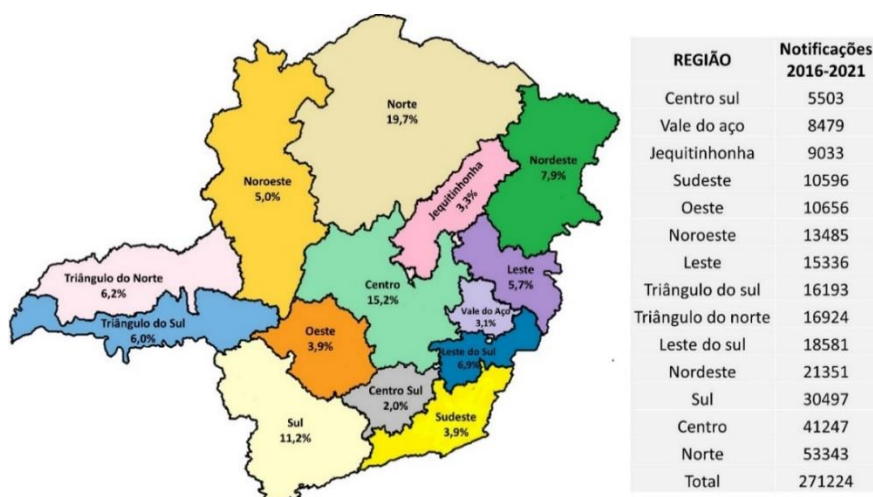 Norte
19,7%
Nordeste
7,9%
Jequitinhonha
3,3%
Noroeste
5,0%
Triângulo do Norte
6,2%
Centro
15,2%
Leste
5,7%
Vale do Aço
3,1%
Triângulo do Sul
6,0%
Oeste
3,9%
Leste do Sul
6,9%
Centro Sul
2,0%
Sul
11,2%
Sudeste
3,9%
REGIÃO Notificações 2016-2021
Centro sul 5503
Vale do aço 8479
Jequitinhonha 9033
Sudeste 10596
Oeste 10656
Noroeste 13485
Leste 15336
Triângulo do sul 16193
Triângulo do norte 16924
Leste do sul 18581
Nordeste 21351
Sul 30497
Centro 41247
Norte 53343
Total 271224